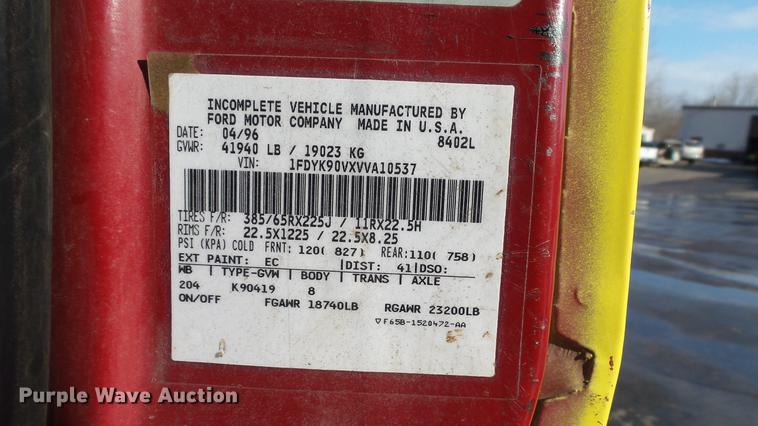 INCOMPLETE VEHICLE MANUFACTURED BY
FORD MOTOR COMPANY MADE IN U.S.A.
DATE: 04/96 8402L
GVWR: 41940 LB / 19023 KG
VIN: 1FDYK90VXVVA10537
TIRES F/R: 385/65RX225J / 11RX22.5H
RIMS F/R: 22.5X1225 / 22.5X8.25
PSI (KPA) COLD FRNT: 120( 827) REAR: 110( 758)
EXT PAINT: EC |DIST: 41|DSO:
WB | TYPE-GVW | BODY | TRANS | AXLE
204 K90419 8
ON/OFF FGAWR 18740LB RGAWR 23200LB
▽ F65B-1520472-AA
Purple Wave Auction